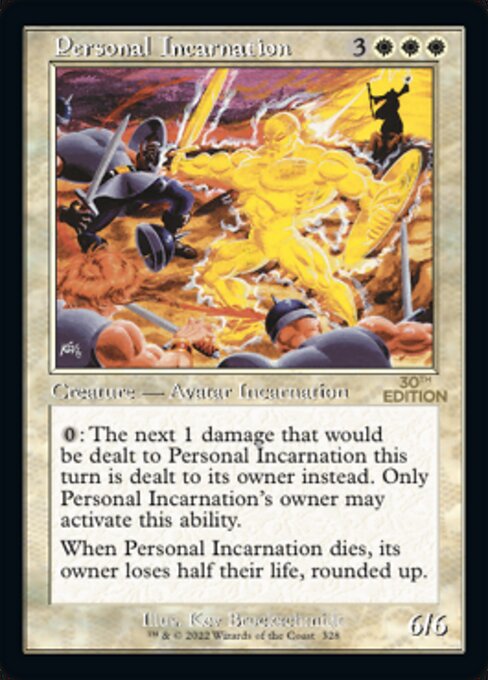 Personal Incarnation 3
Creature — Avatar Incarnation
30TH
EDITION
0: The next 1 damage that would
be dealt to Personal Incarnation this
turn is dealt to its owner instead. Only
Personal Incarnation's owner may
activate this ability.
When Personal Incarnation dies, its
owner loses half their life, rounded up.
Illus. Kev Brockschmidt
6/6
™ & © 2022 Wizards of the Coast 328